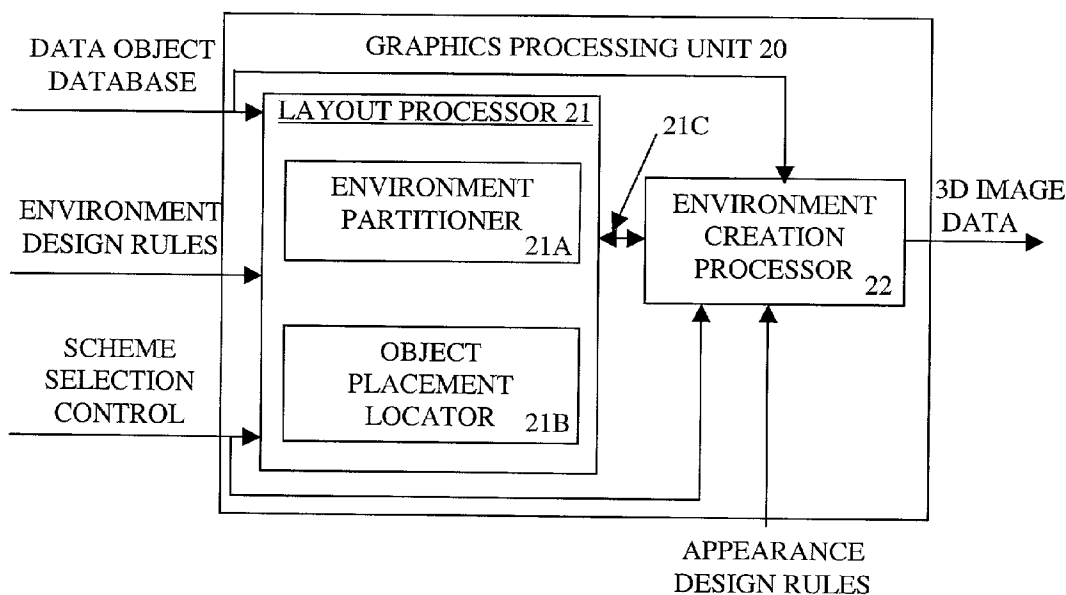 DATA OBJECT
DATABASE
GRAPHICS PROCESSING UNIT 20
LAYOUT PROCESSOR 21
21C
ENVIRONMENT
PARTITIONER
21A
ENVIRONMENT
DESIGN RULES
ENVIRONMENT
CREATION
PROCESSOR
22
3D IMAGE
DATA
SCHEME
SELECTION
CONTROL
OBJECT
PLACEMENT
LOCATOR
21B
APPEARANCE
DESIGN RULES